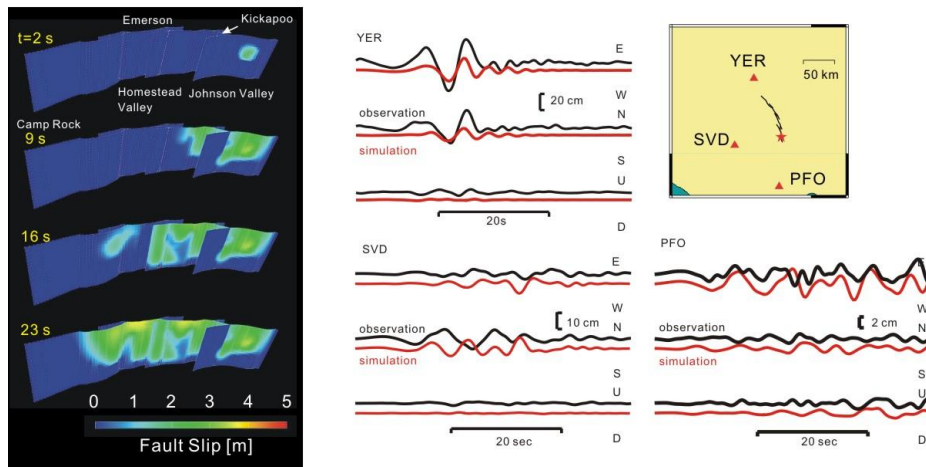 Emerson
Kickapoo
t=2 s
Homestead
Valley
Johnson Valley
Camp Rock
9 s
16 s
23 s
0 1 2 3 4 5
Fault Slip [m]
YER
E
W
20 cm
N
observation
simulation
S
U
20s
D
YER
50 km
SVD
PFO
SVD
E
W
10 cm
N
observation
simulation
S
U
20 sec
D
PFO
E
W
2 cm
N
observation
simulation
S
U
20 sec
D